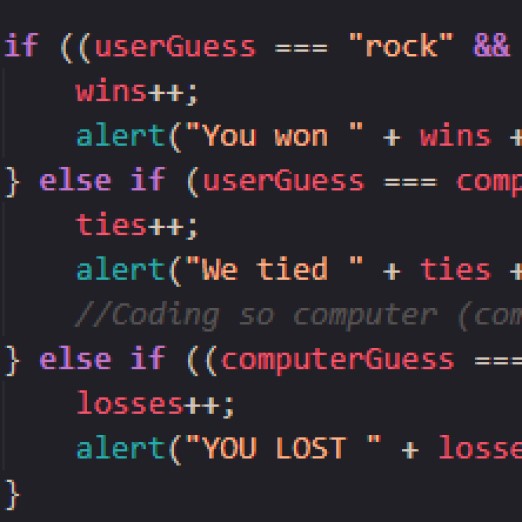 if ((userGuess === "rock" &&
wins++;
alert("You won " + wins +
} else if (userGuess === comp
ties++;
alert("We tied " + ties +
//Coding so computer (com
} else if ((computerGuess ===
losses++;
alert("YOU LOST " + losse
}